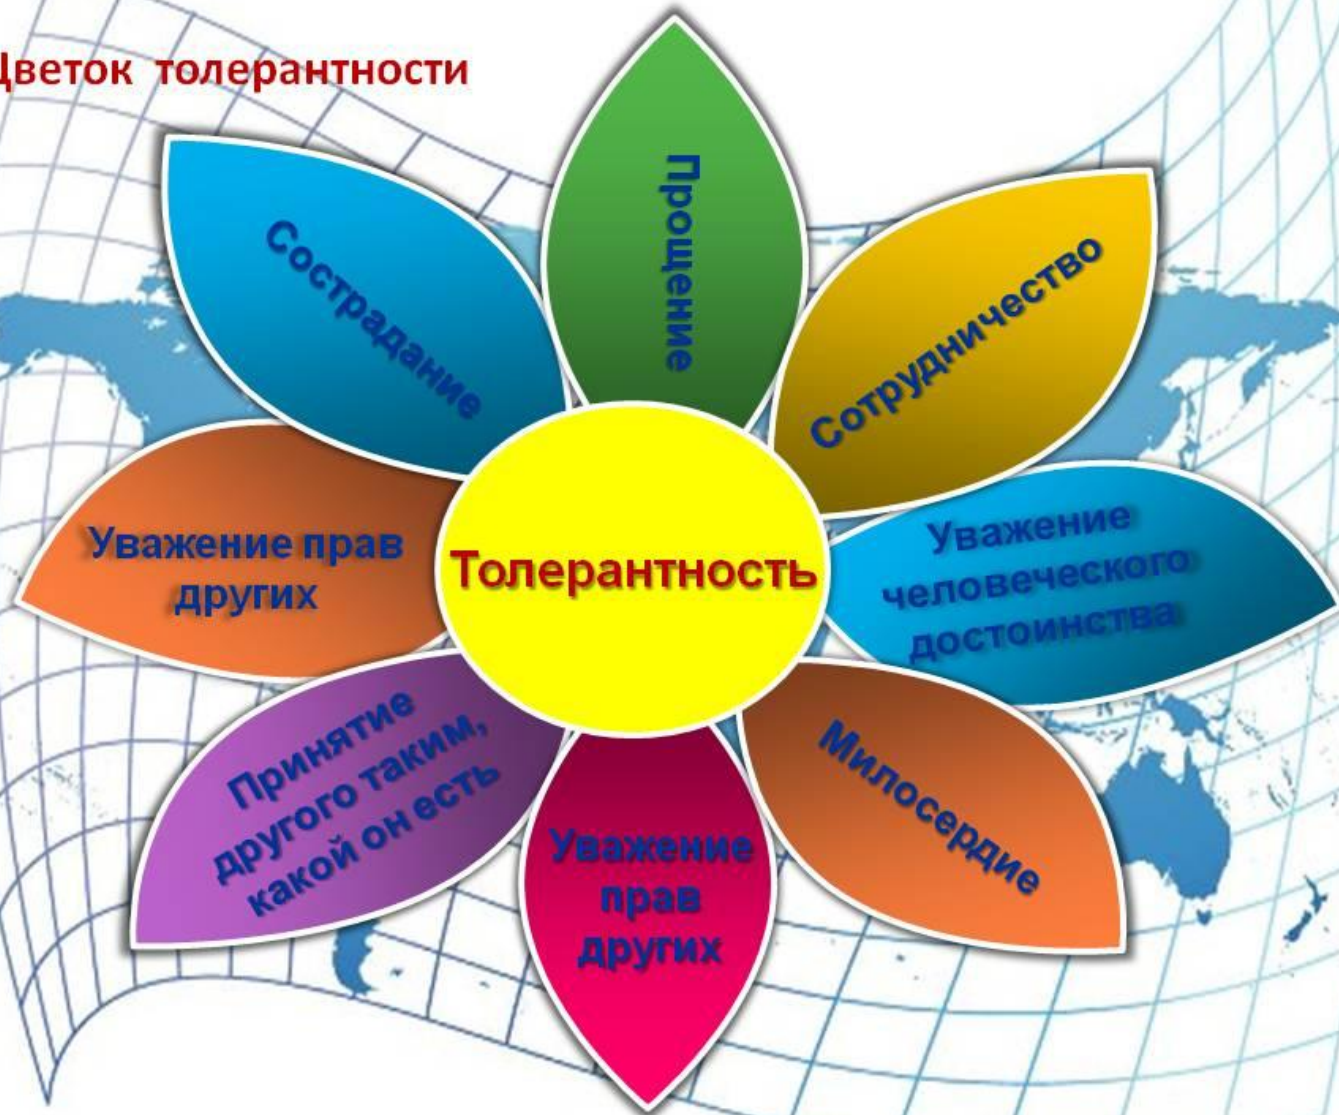 Цветок толерантности
Прощение
Сострадание
Сотрудничество
Уважение прав
других
Толерантность
Уважение
человеческого
достоинства
Принятие
другого таким,
какой он есть
Уважение
прав
других
Милосердие